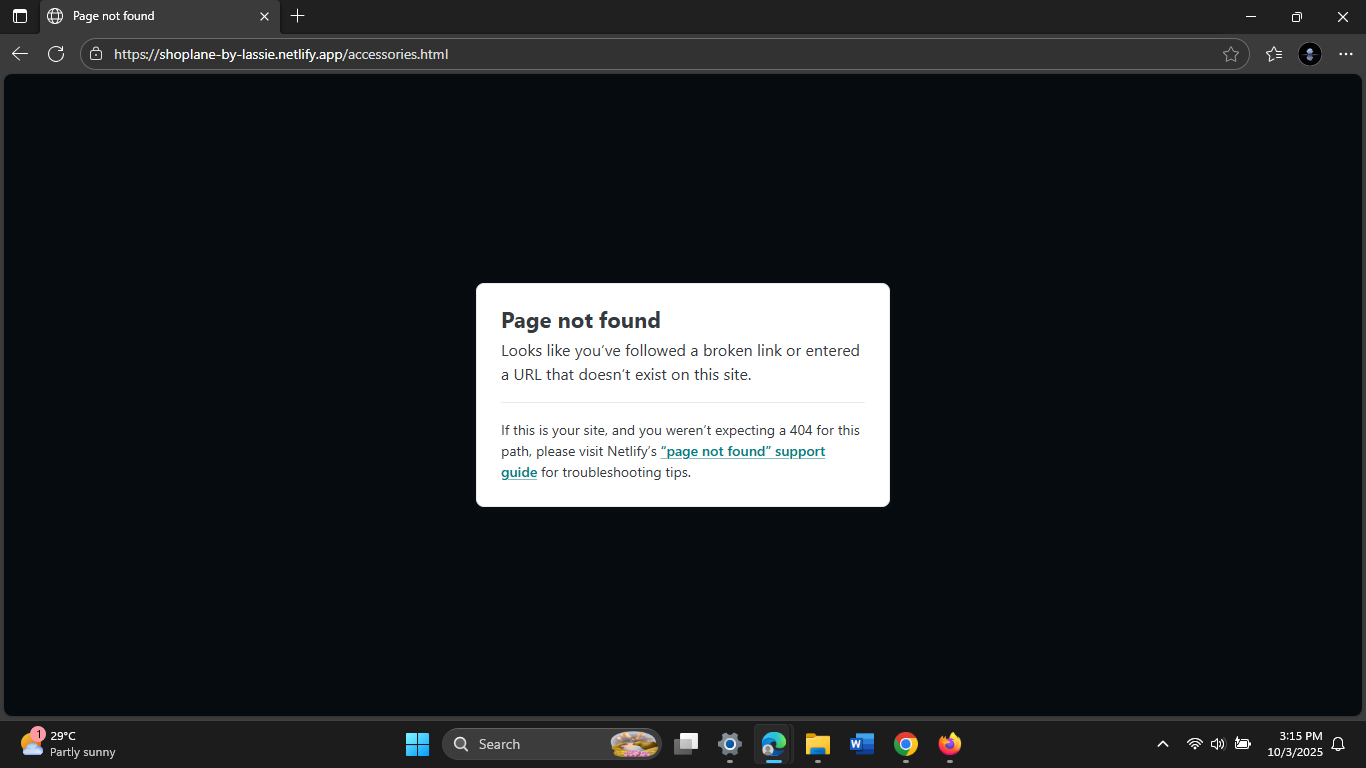 Page not found
https://shoplane-by-lassie.netlify.app/accessories.html
Page not found
Looks like you've followed a broken link or entered
a URL that doesn't exist on this site.
If this is your site, and you weren't expecting a 404 for this
path, please visit Netlify's “page not found” support
guide for troubleshooting tips.
1
29°C
Partly sunny
Search
W
3:15 PM
10/3/2025